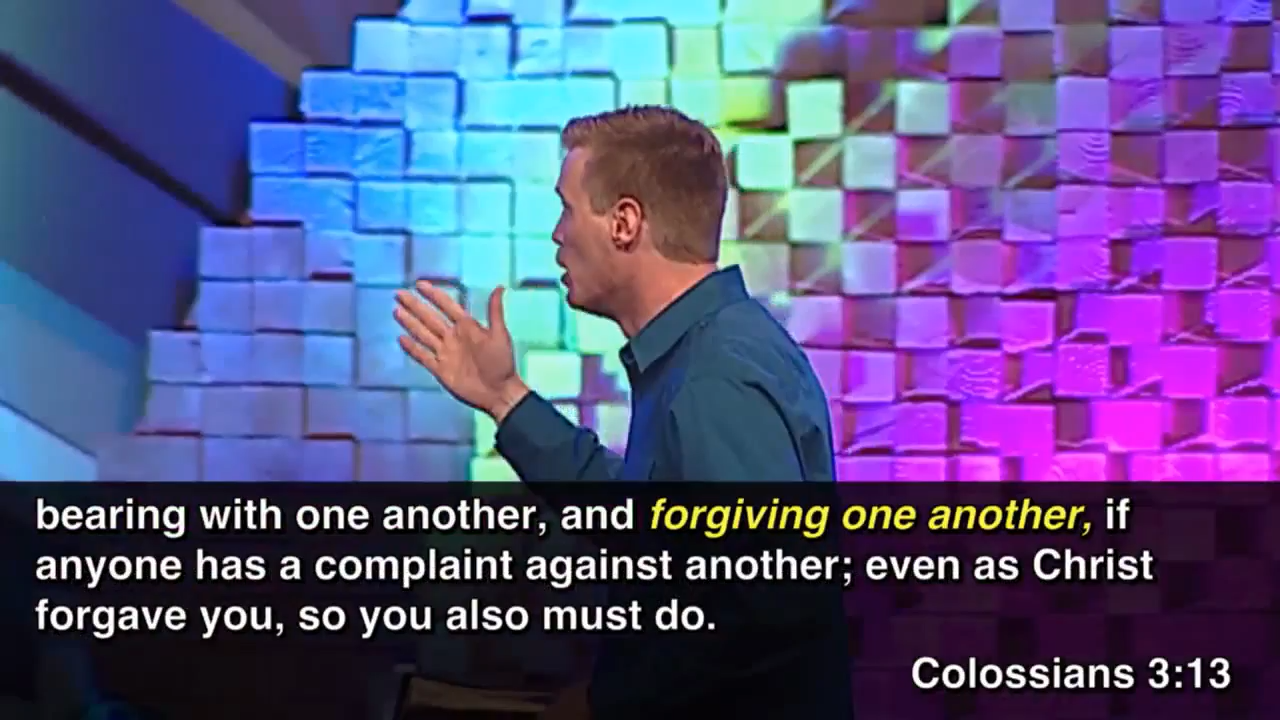 bearing with one another, and forgiving one another, if
anyone has a complaint against another; even as Christ
forgave you, so you also must do.
Colossians 3:13